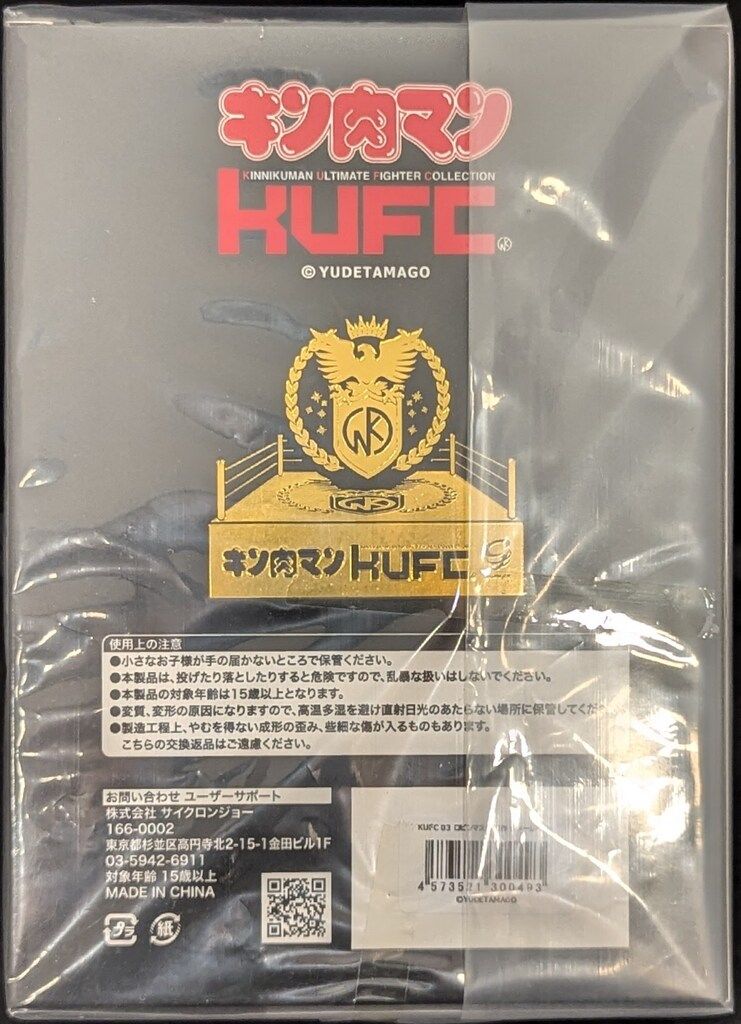 キン肉マン
KINNIKUMAN ULTIMATE FIGHTER COLLECTION
KUFC
© YUDETAMAGO
キン肉マン KUFC
使用上の注意
●小さなお子様が手の届かないところで保管ください。
●本製品は、投げたり落としたりすると危険ですので、乱暴な扱いはしないでください。
●本製品の対象年齢は15歳以上となります。
●変質、変形の原因になりますので、高温多湿を避け直射日光のあたらない場所に保管してくだ
●製造工程上、やむを得ない成形の歪み、些細な傷が入るものもあります。
こちらの交換返品はご遠慮ください。
お問い合わせ ユーザーサポート
株式会社 サイクロンジョー
166-0002
東京都杉並区高円寺北2-15-1金田ビル1F
03-5942-6911
対象年齢 15歳以上
MADE IN CHINA
プラ 紙
KUFC 03 ロビンマス
4 573521 300493
©YUDETAMAGO